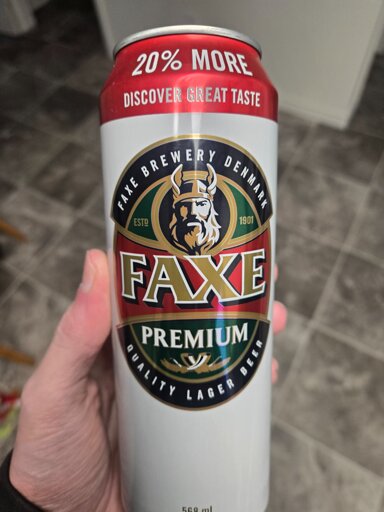 20% MORE
DISCOVER GREAT TASTE
FAXE BREWERY DENMARK
ESTD 1901
FAXE
PREMIUM
QUALITY LAGER BEER
568 ml